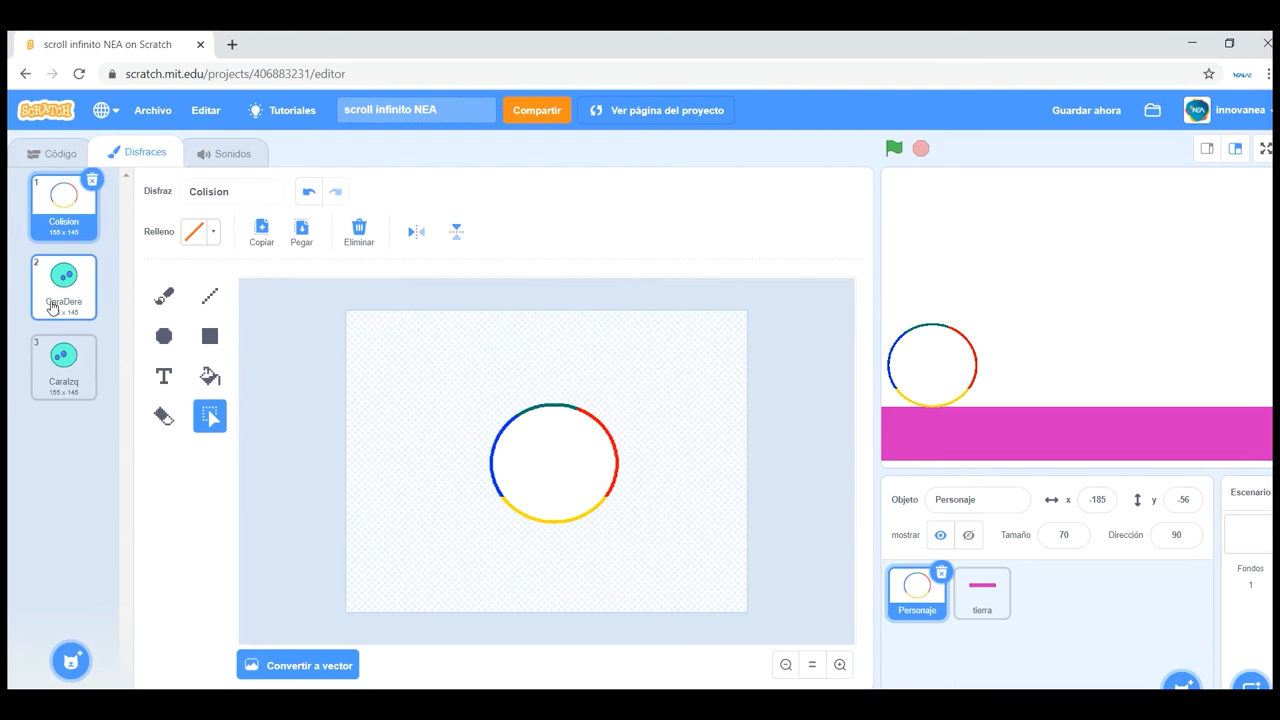 scroll infinito NEA on Scratch
scratch.mit.edu/projects/406883231/editor
SCRATCH
Archivo
Editar
Tutoriales
scroll infinito NEA
Compartir
Ver página del proyecto
Guardar ahora
NEA
innovanea
Código
Disfraces
Sonidos
1
Colision
155 x 145
2
CaraDere
x 145
3
CaraIzq
155 x 145
Disfraz
Colision
Relleno
Copiar
Pegar
Eliminar
T
Convertir a vector
Objeto
Personaje
x
-185
y
-56
mostrar
Tamaño
70
Dirección
90
Personaje
tierra
Escenario
Fondos
1